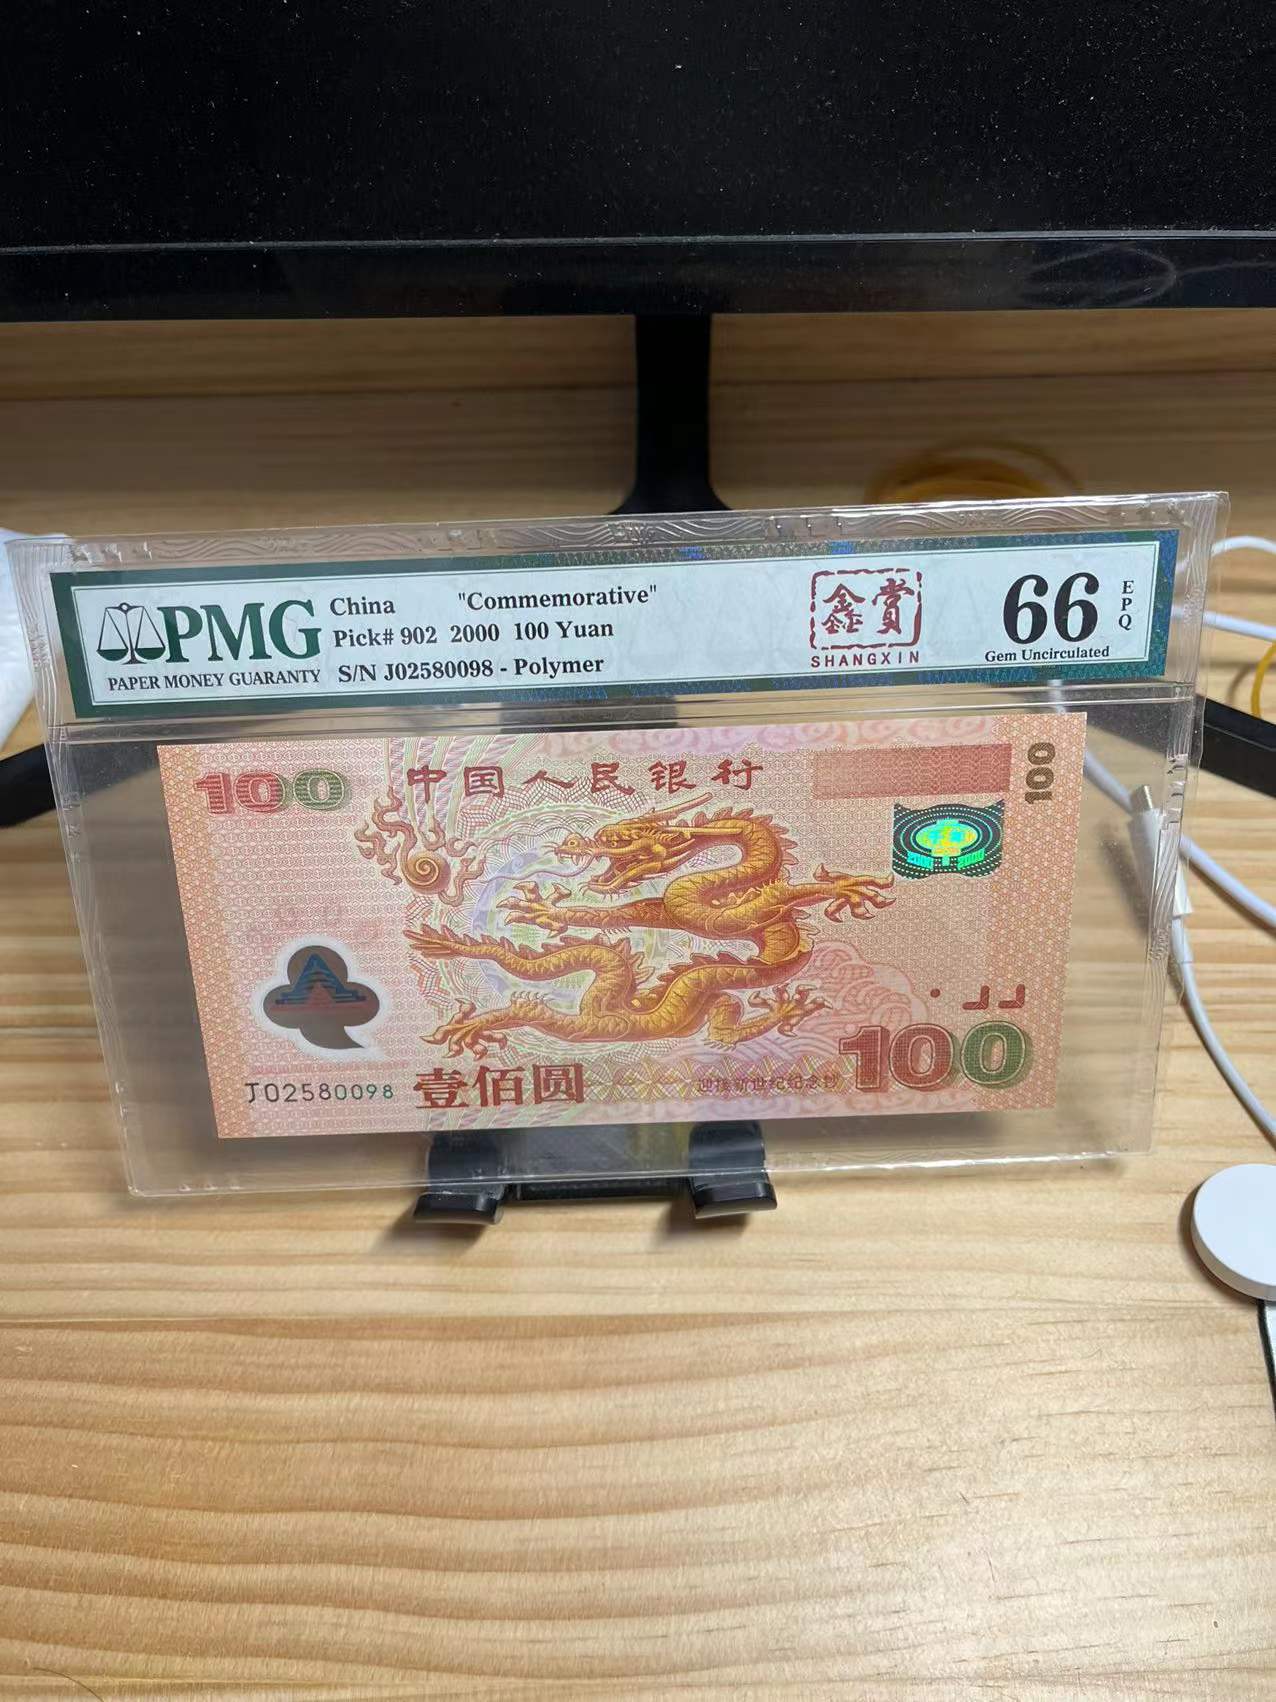 PMG
PAPER MONEY GUARANTY
China "Commemorative"
Pick# 902 2000 100 Yuan
S/N J02580098 - Polymer
鑫賞
SHANGXIN
66
EPQ
Gem Uncirculated
100
中国人民银行
100
J02580098
壹佰圆
迎接新世纪纪念钞
100